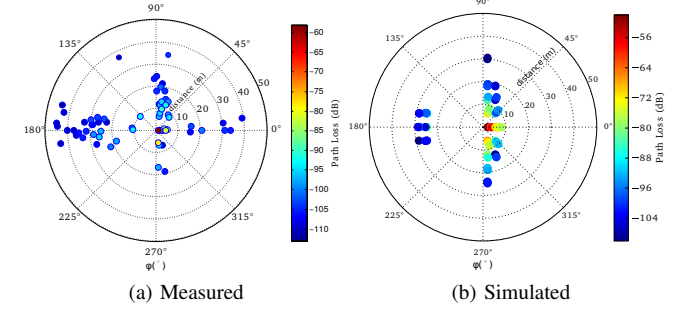 90° 90°
135° 45° 135° 45°
distance (m) distance (m)
10 20 30 40 50 10 20 30 40 50
180° 0° 180° 0°
225° 315° 225° 315°
270° 270°
φ(°) φ(°)
−60 −65 −70 −75 −80 −85 −90 −95 −100 −105 −110
Path Loss (dB)
−56 −64 −72 −80 −88 −96 −104
Path Loss (dB)
(a) Measured (b) Simulated